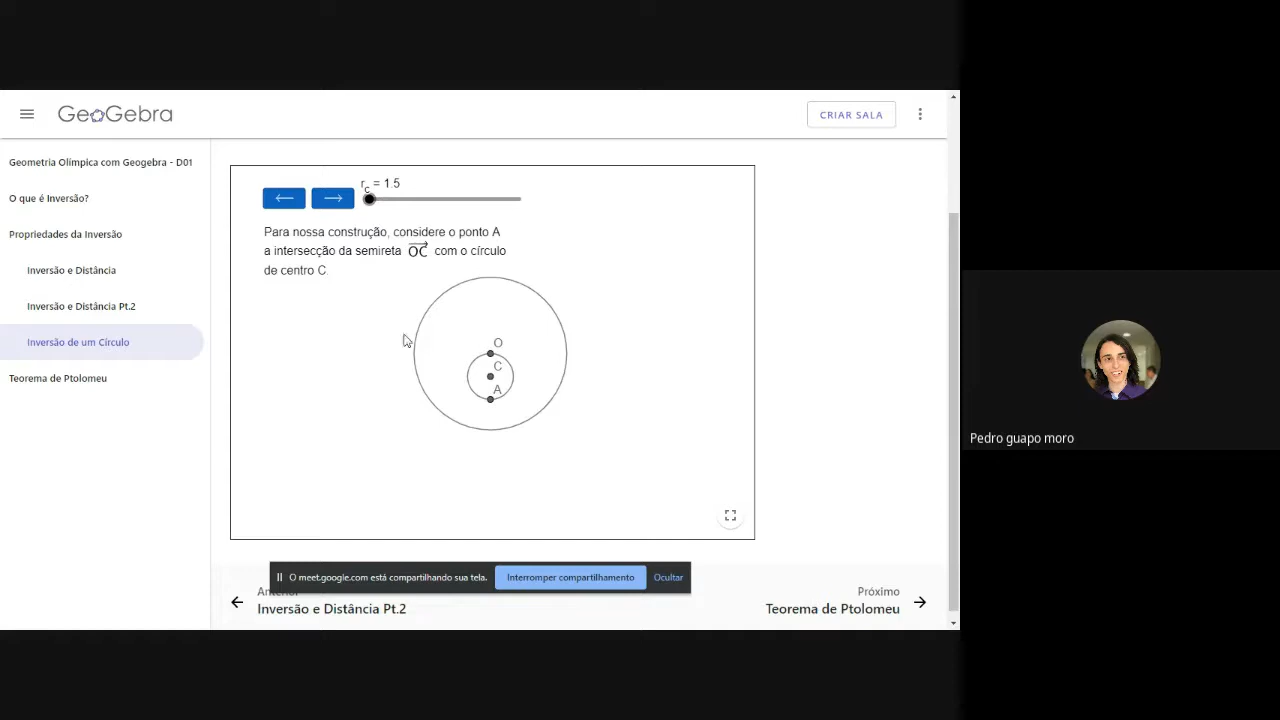 GeoGebra
CRIAR SALA
Geometria Olímpica com Geogebra - D01
O que é Inversão?
Propriedades da Inversão
Inversão e Distância
Inversão e Distância Pt.2
Inversão de um Círculo
Teorema de Ptolomeu
r_c = 1.5
Para nossa construção, considere o ponto A
a intersecção da semireta OC com o círculo
de centro C.
O
C
A
O meet.google.com está compartilhando sua tela.
Interromper compartilhamento
Ocultar
Anterior
Inversão e Distância Pt.2
Próximo
Teorema de Ptolomeu
Pedro guapo moro